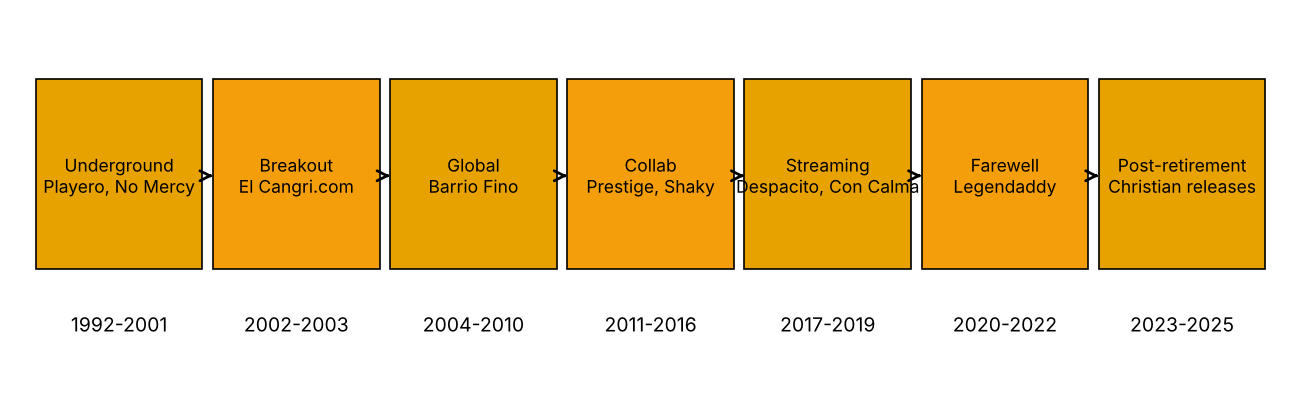 Underground
Playero, No Mercy
Breakout
El Cangri.com
Global
Barrio Fino
Collab
Prestige, Shaky
Streaming
Despacito, Con Calma
Farewell
Legendaddy
Post-retirement
Christian releases
1992-2001
2002-2003
2004-2010
2011-2016
2017-2019
2020-2022
2023-2025